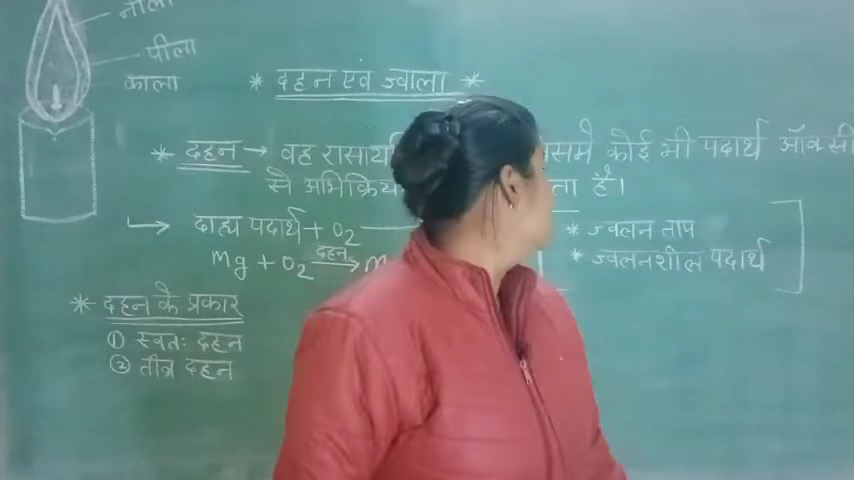 नीला
पीला
काला
* दहन एवं ज्वाला *
* दहन → वह रासाय समें कोई भी पदार्थ ऑक्सी
से अभिक्रिय ता है।
→ दाह्य पदार्थ + O2
Mg + O2 दहन→ m
* ज्वलन ताप
* ज्वलनशील पदार्थ
* दहन के प्रकार
① स्वतः दहन
② तीव्र दहन